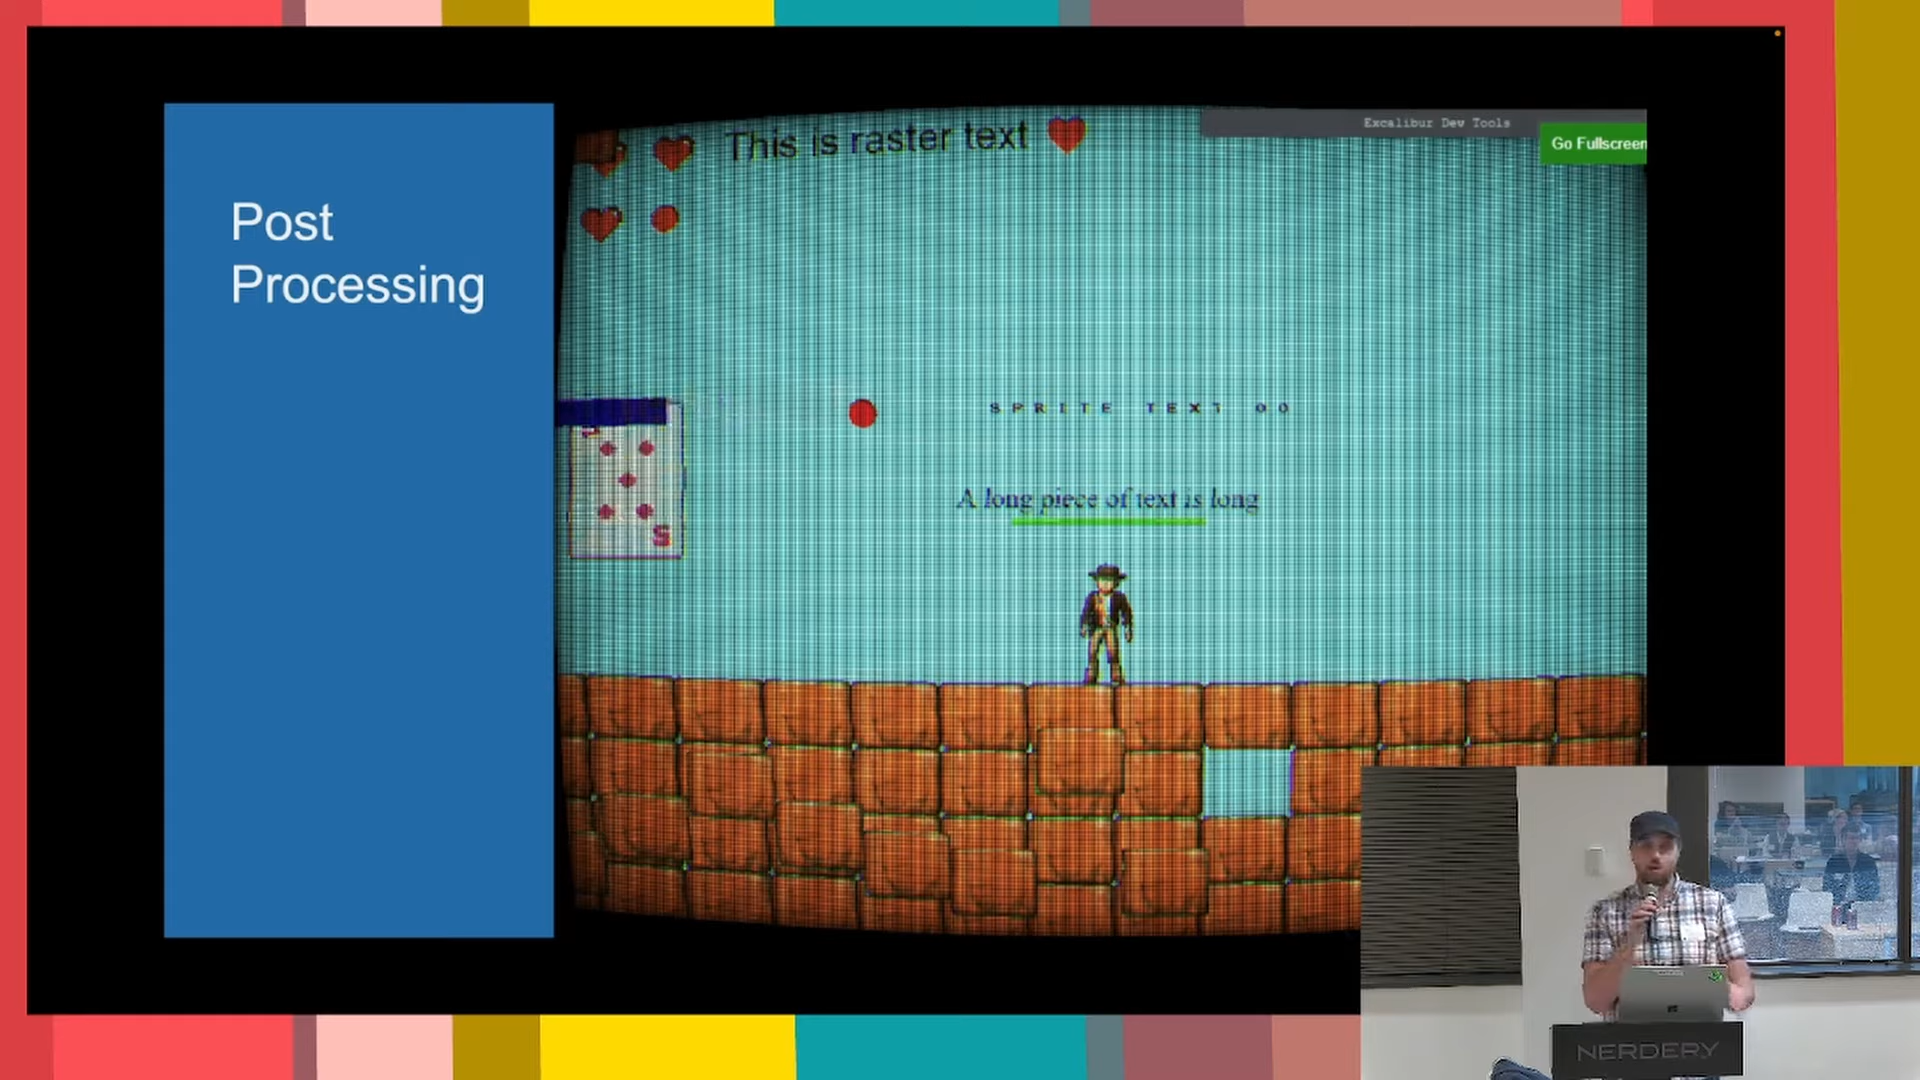 Post
Processing
This is raster text
Excalibur Dev Tools
Go Fullscreen
SPRITE TEXT 00
A long piece of text is long
5
NERDERY